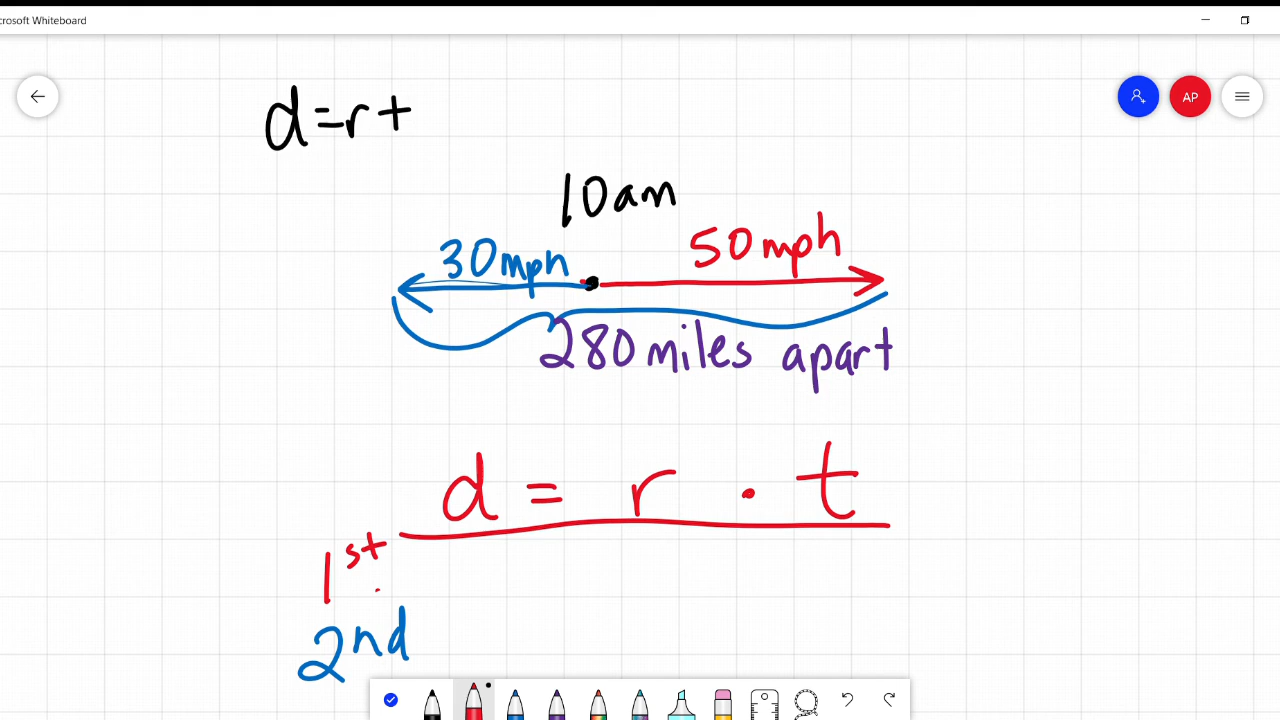 crosoft Whiteboard
AP
d=rt
10am
30mph 50mph
280 miles apart
d = r · t
1st
2nd